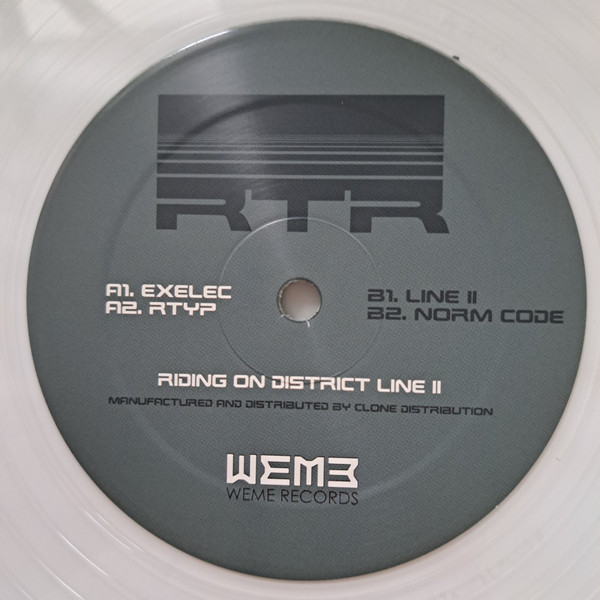 RTR
A1. EXELEC
A2. RTYP
B1. LINE II
B2. NORM CODE
RIDING ON DISTRICT LINE II
MANUFACTURED AND DISTRIBUTED BY CLONE DISTRIBUTION
WEME
WEME RECORDS